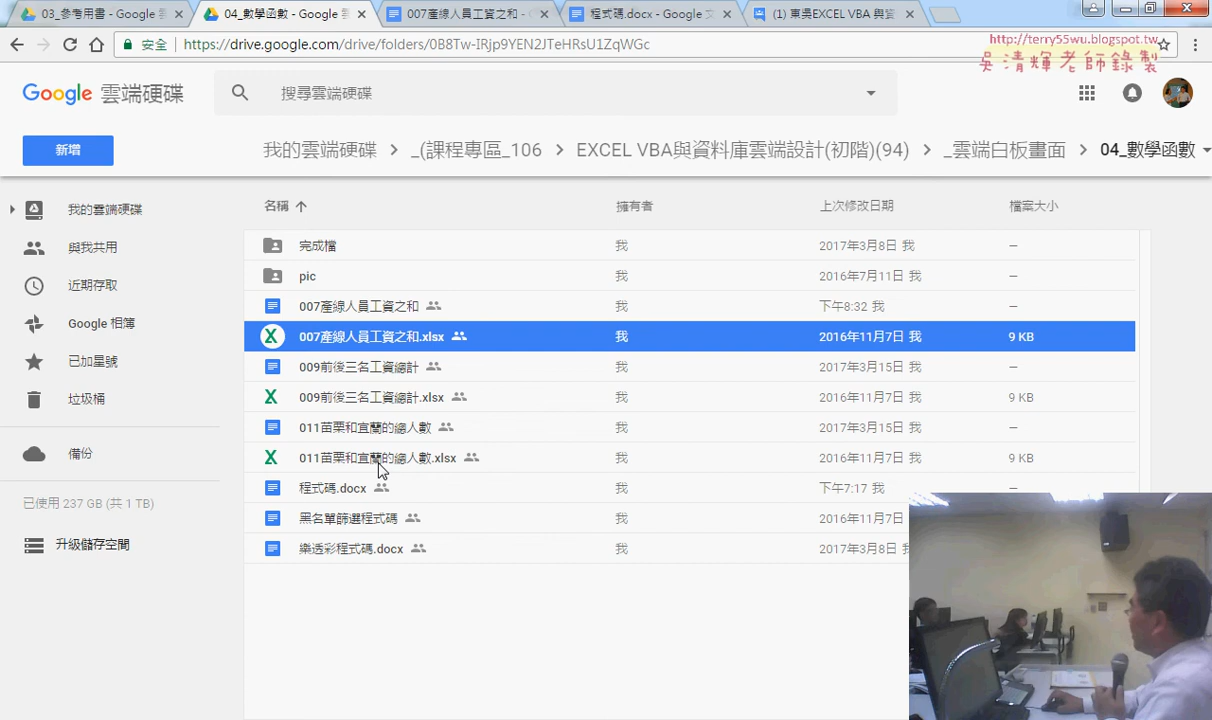 03_參考用書 - Google 雲
04_數學函數 - Google 雲
007產線人員工資之和 -
程式碼.docx - Google 文
(1) 東吳EXCEL VBA 與資
安全
https://drive.google.com/drive/folders/0B8Tw-IRjp9YEN2JTeHRsU1ZqWGc
http://terry55wu.blogspot.tw
吳清輝老師錄製
Google 雲端硬碟
搜尋雲端硬碟
新增
我的雲端硬碟 > _(課程專區_106 > EXCEL VBA與資料庫雲端設計(初階)(94) > _雲端白板畫面 > 04_數學函數
我的雲端硬碟
與我共用
近期存取
Google 相簿
已加星號
垃圾桶
備份
已使用 237 GB (共 1 TB)
升級儲存空間
名稱 擁有者 上次修改日期 檔案大小
完成檔 我 2017年3月8日 我 –
pic 我 2016年7月11日 我 –
007產線人員工資之和 我 下午8:32 我 –
007產線人員工資之和.xlsx 我 2016年11月7日 我 9 KB
009前後三名工資總計 我 2017年3月15日 我 –
009前後三名工資總計.xlsx 我 2016年11月7日 我 9 KB
011苗栗和宜蘭的總人數 我 2017年3月15日 我 –
011苗栗和宜蘭的總人數.xlsx 我 2016年11月7日 我 9 KB
程式碼.docx 我 下午7:17 我 –
黑名單篩選程式碼 我 2016年11月7日
樂透彩程式碼.docx 我 2017年3月8日